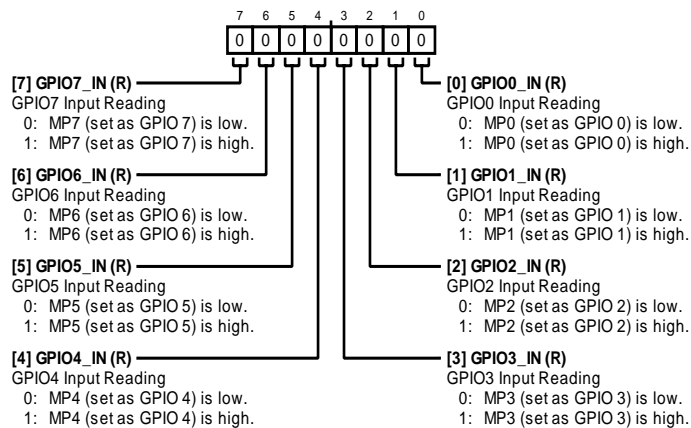 7 6 5 4 3 2 1 0
0 0 0 0 0 0 0 0
[7] GPIO7_IN (R)
GPIO7 Input Reading
0: MP7 (set as GPIO 7) is low.
1: MP7 (set as GPIO 7) is high.
[6] GPIO6_IN (R)
GPIO6 Input Reading
0: MP6 (set as GPIO 6) is low.
1: MP6 (set as GPIO 6) is high.
[5] GPIO5_IN (R)
GPIO5 Input Reading
0: MP5 (set as GPIO 5) is low.
1: MP5 (set as GPIO 5) is high.
[4] GPIO4_IN (R)
GPIO4 Input Reading
0: MP4 (set as GPIO 4) is low.
1: MP4 (set as GPIO 4) is high.
[0] GPIO0_IN (R)
GPIO0 Input Reading
0: MP0 (set as GPIO 0) is low.
1: MP0 (set as GPIO 0) is high.
[1] GPIO1_IN (R)
GPIO1 Input Reading
0: MP1 (set as GPIO 1) is low.
1: MP1 (set as GPIO 1) is high.
[2] GPIO2_IN (R)
GPIO2 Input Reading
0: MP2 (set as GPIO 2) is low.
1: MP2 (set as GPIO 2) is high.
[3] GPIO3_IN (R)
GPIO3 Input Reading
0: MP3 (set as GPIO 3) is low.
1: MP3 (set as GPIO 3) is high.